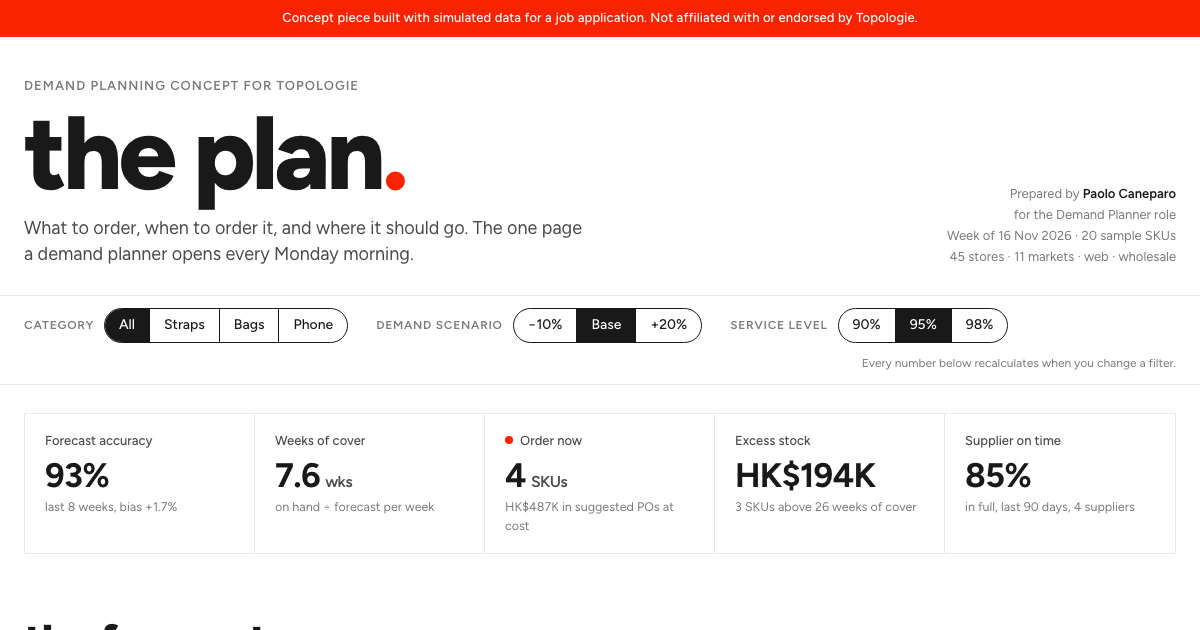 Concept piece built with simulated data for a job application. Not affiliated with or endorsed by Topologie.
DEMAND PLANNING CONCEPT FOR TOPOLOGIE
the plan.
What to order, when to order it, and where it should go. The one page
a demand planner opens every Monday morning.
Prepared by Paolo Caneparo
for the Demand Planner role
Week of 16 Nov 2026 · 20 sample SKUs
45 stores · 11 markets · web · wholesale
CATEGORY All Straps Bags Phone DEMAND SCENARIO −10% Base +20% SERVICE LEVEL 90% 95% 98%
Every number below recalculates when you change a filter.
Forecast accuracy
93%
last 8 weeks, bias +1.7%
Weeks of cover
7.6 wks
on hand ÷ forecast per week
Order now
4 SKUs
HK$487K in suggested POs at
cost
Excess stock
HK$194K
3 SKUs above 26 weeks of cover
Supplier on time
85%
in full, last 90 days, 4 suppliers